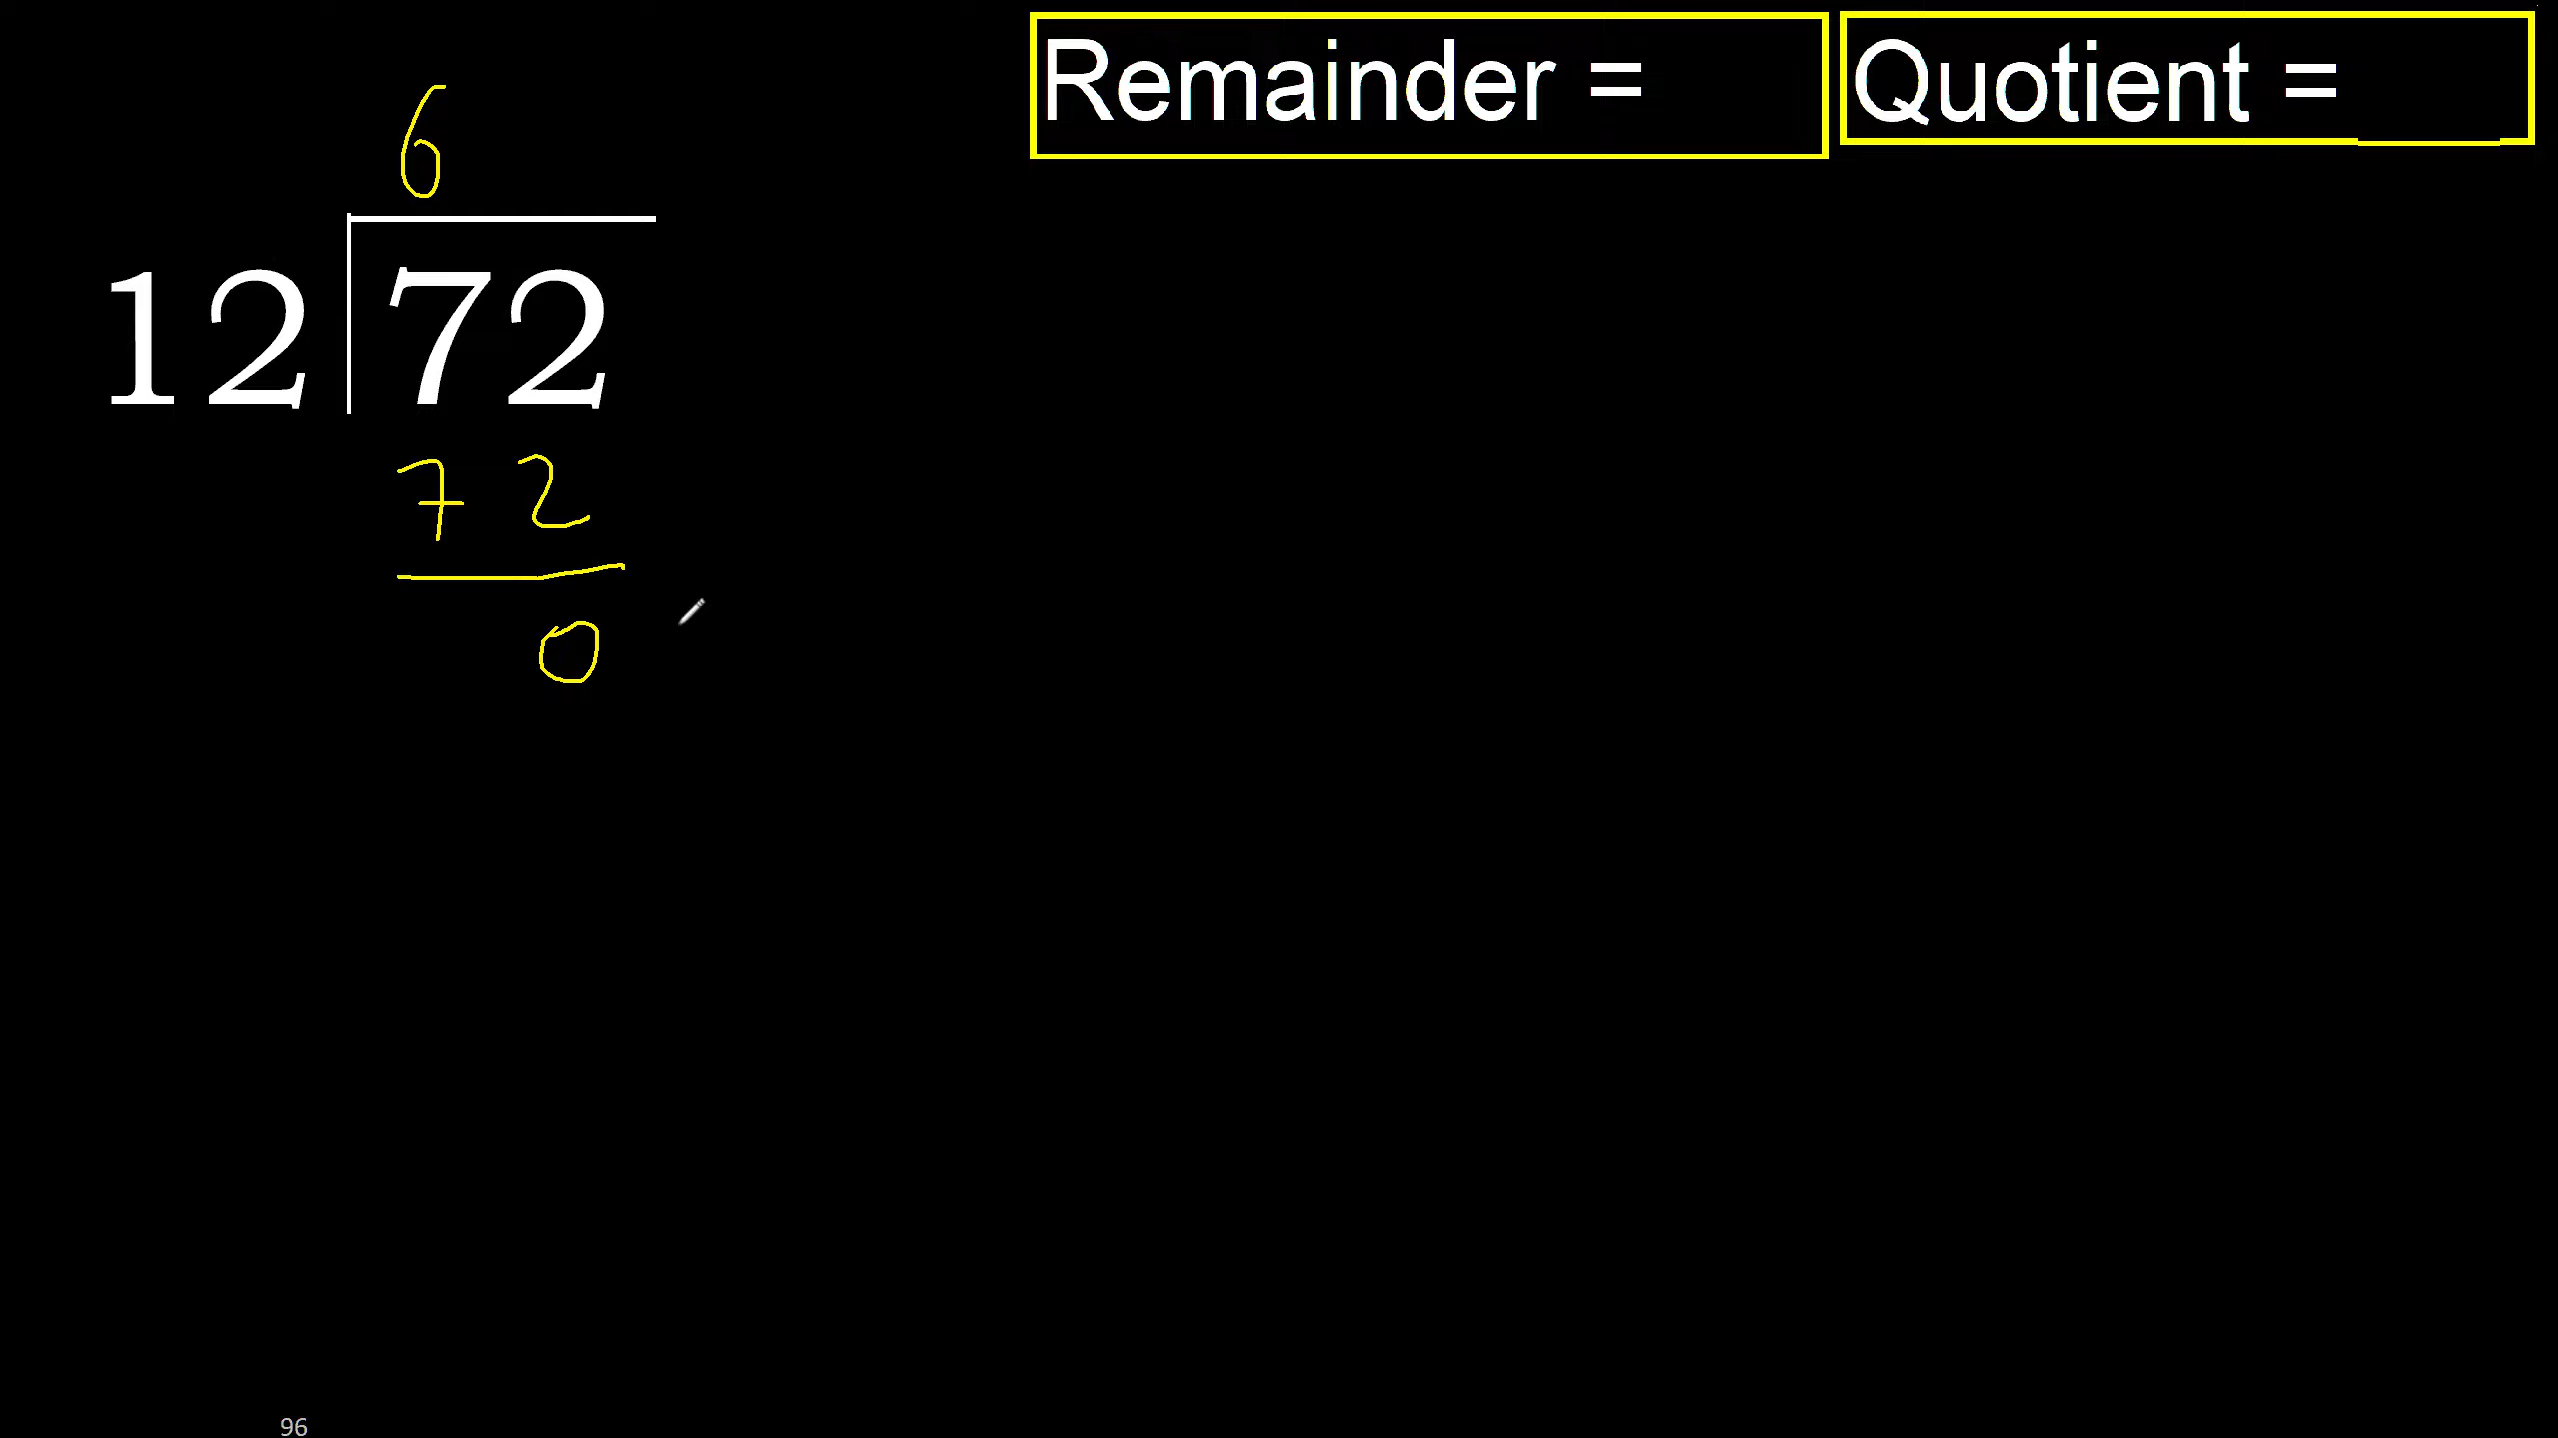 Remainder =
Quotient =
6
12 72
72
0
96